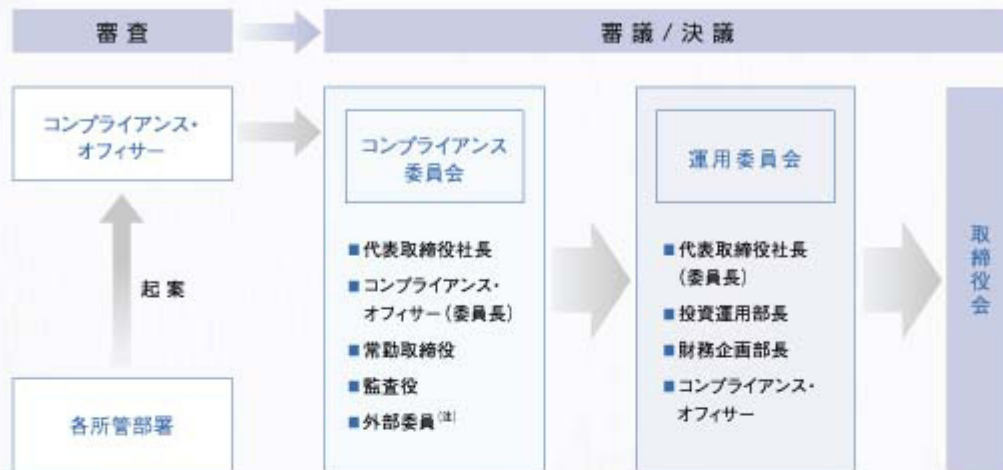 審査
審議/決議
コンプライアンス・
オフィサー
起案
各所管部署
コンプライアンス
委員会
■代表取締役社長
■コンプライアンス・
オフィサー(委員長)
■常勤取締役
■監査役
■外部委員(注)
運用委員会
■代表取締役社長
(委員長)
■投資運用部長
■財務企画部長
■コンプライアンス・
オフィサー
取締役会